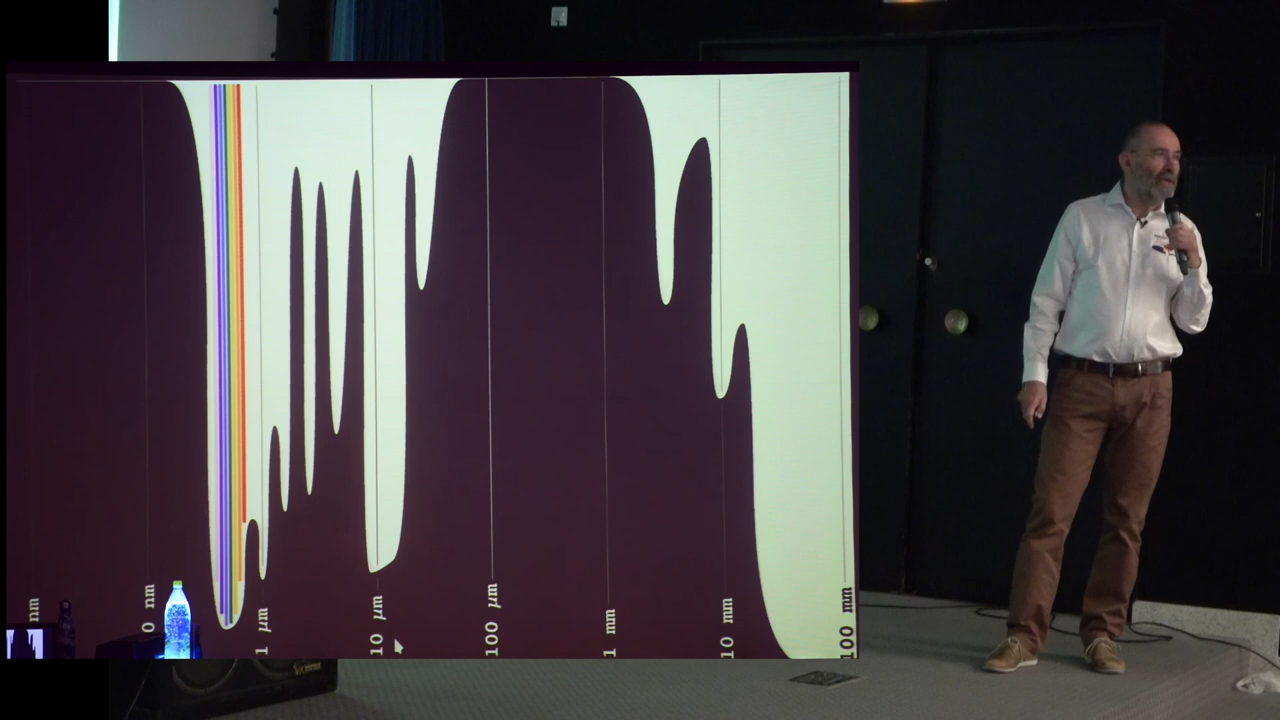 nm
0 nm
1 μm
10 μm
100 μm
1 mm
10 mm
100 mm